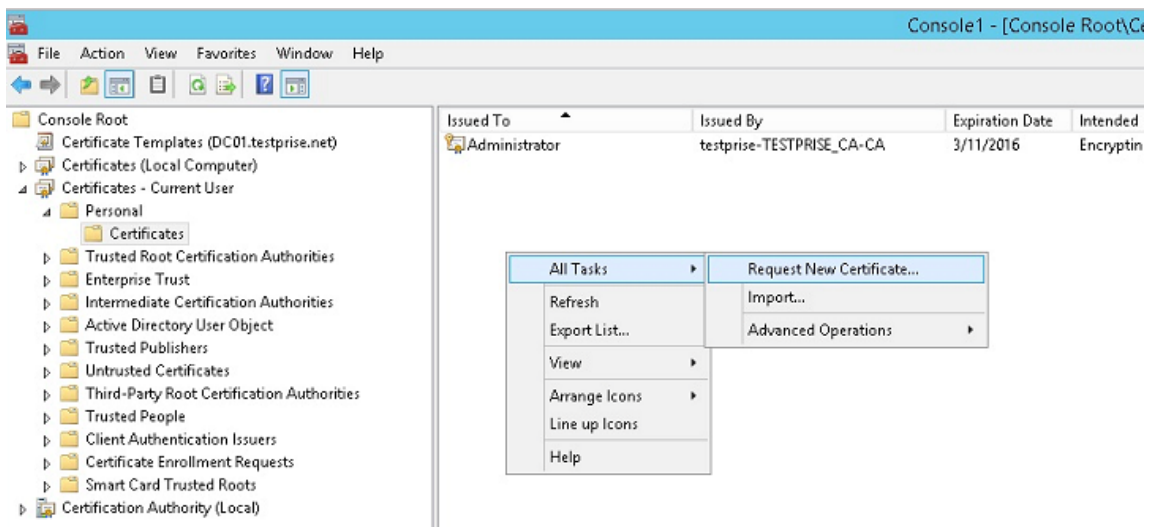 Console1 - [Console Root\Ce
File Action View Favorites Window Help
Console Root
Certificate Templates (DC01.testprise.net)
Certificates (Local Computer)
Certificates - Current User
Personal
Certificates
Trusted Root Certification Authorities
Enterprise Trust
Intermediate Certification Authorities
Active Directory User Object
Trusted Publishers
Untrusted Certificates
Third-Party Root Certification Authorities
Trusted People
Client Authentication Issuers
Certificate Enrollment Requests
Smart Card Trusted Roots
Certification Authority (Local)
Issued To Issued By Expiration Date Intended
Administrator testprise-TESTPRISE_CA-CA 3/11/2016 Encryptin
All Tasks
Refresh
Export List...
View
Arrange Icons
Line up Icons
Help
Request New Certificate...
Import...
Advanced Operations